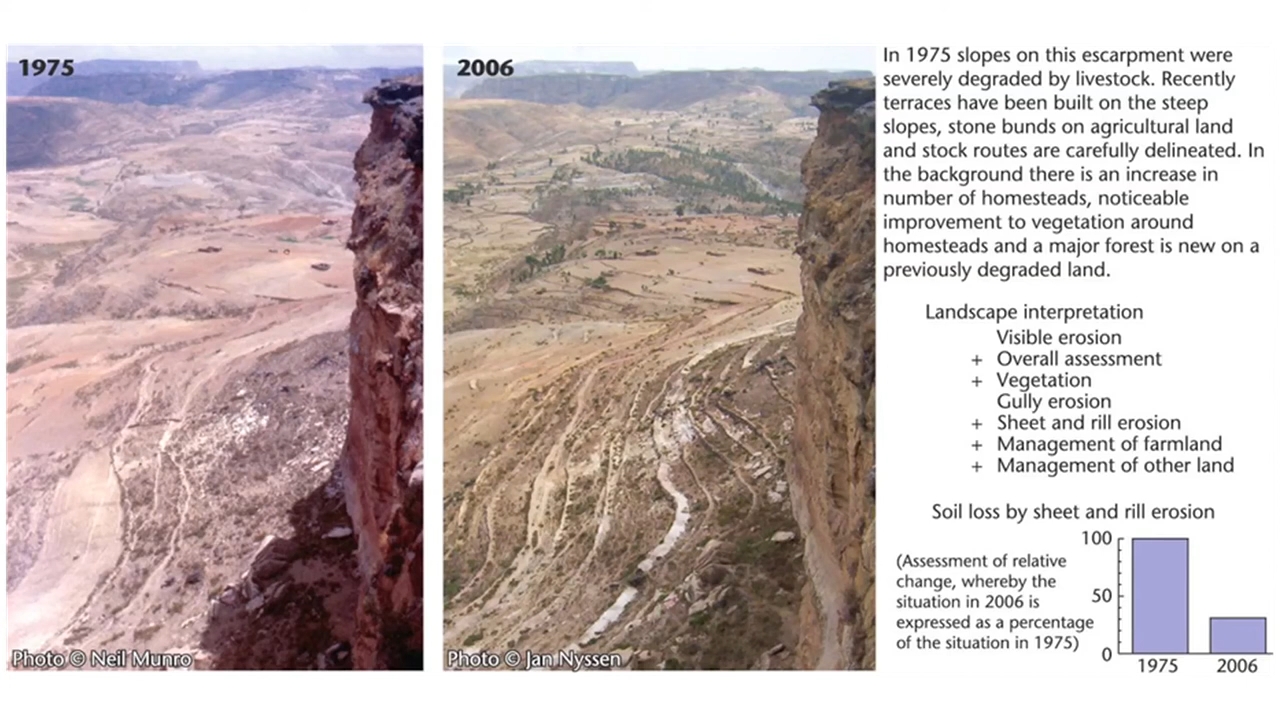 1975
Photo © Neil Munro
2006
Photo © Jan Nyssen
In 1975 slopes on this escarpment were
severely degraded by livestock. Recently
terraces have been built on the steep
slopes, stone bunds on agricultural land
and stock routes are carefully delineated. In
the background there is an increase in
number of homesteads, noticeable
improvement to vegetation around
homesteads and a major forest is new on a
previously degraded land.
Landscape interpretation
Visible erosion
+ Overall assessment
+ Vegetation
Gully erosion
+ Sheet and rill erosion
+ Management of farmland
+ Management of other land
Soil loss by sheet and rill erosion
(Assessment of relative
change, whereby the
situation in 2006 is
expressed as a percentage
of the situation in 1975)
100
50
0
1975 2006